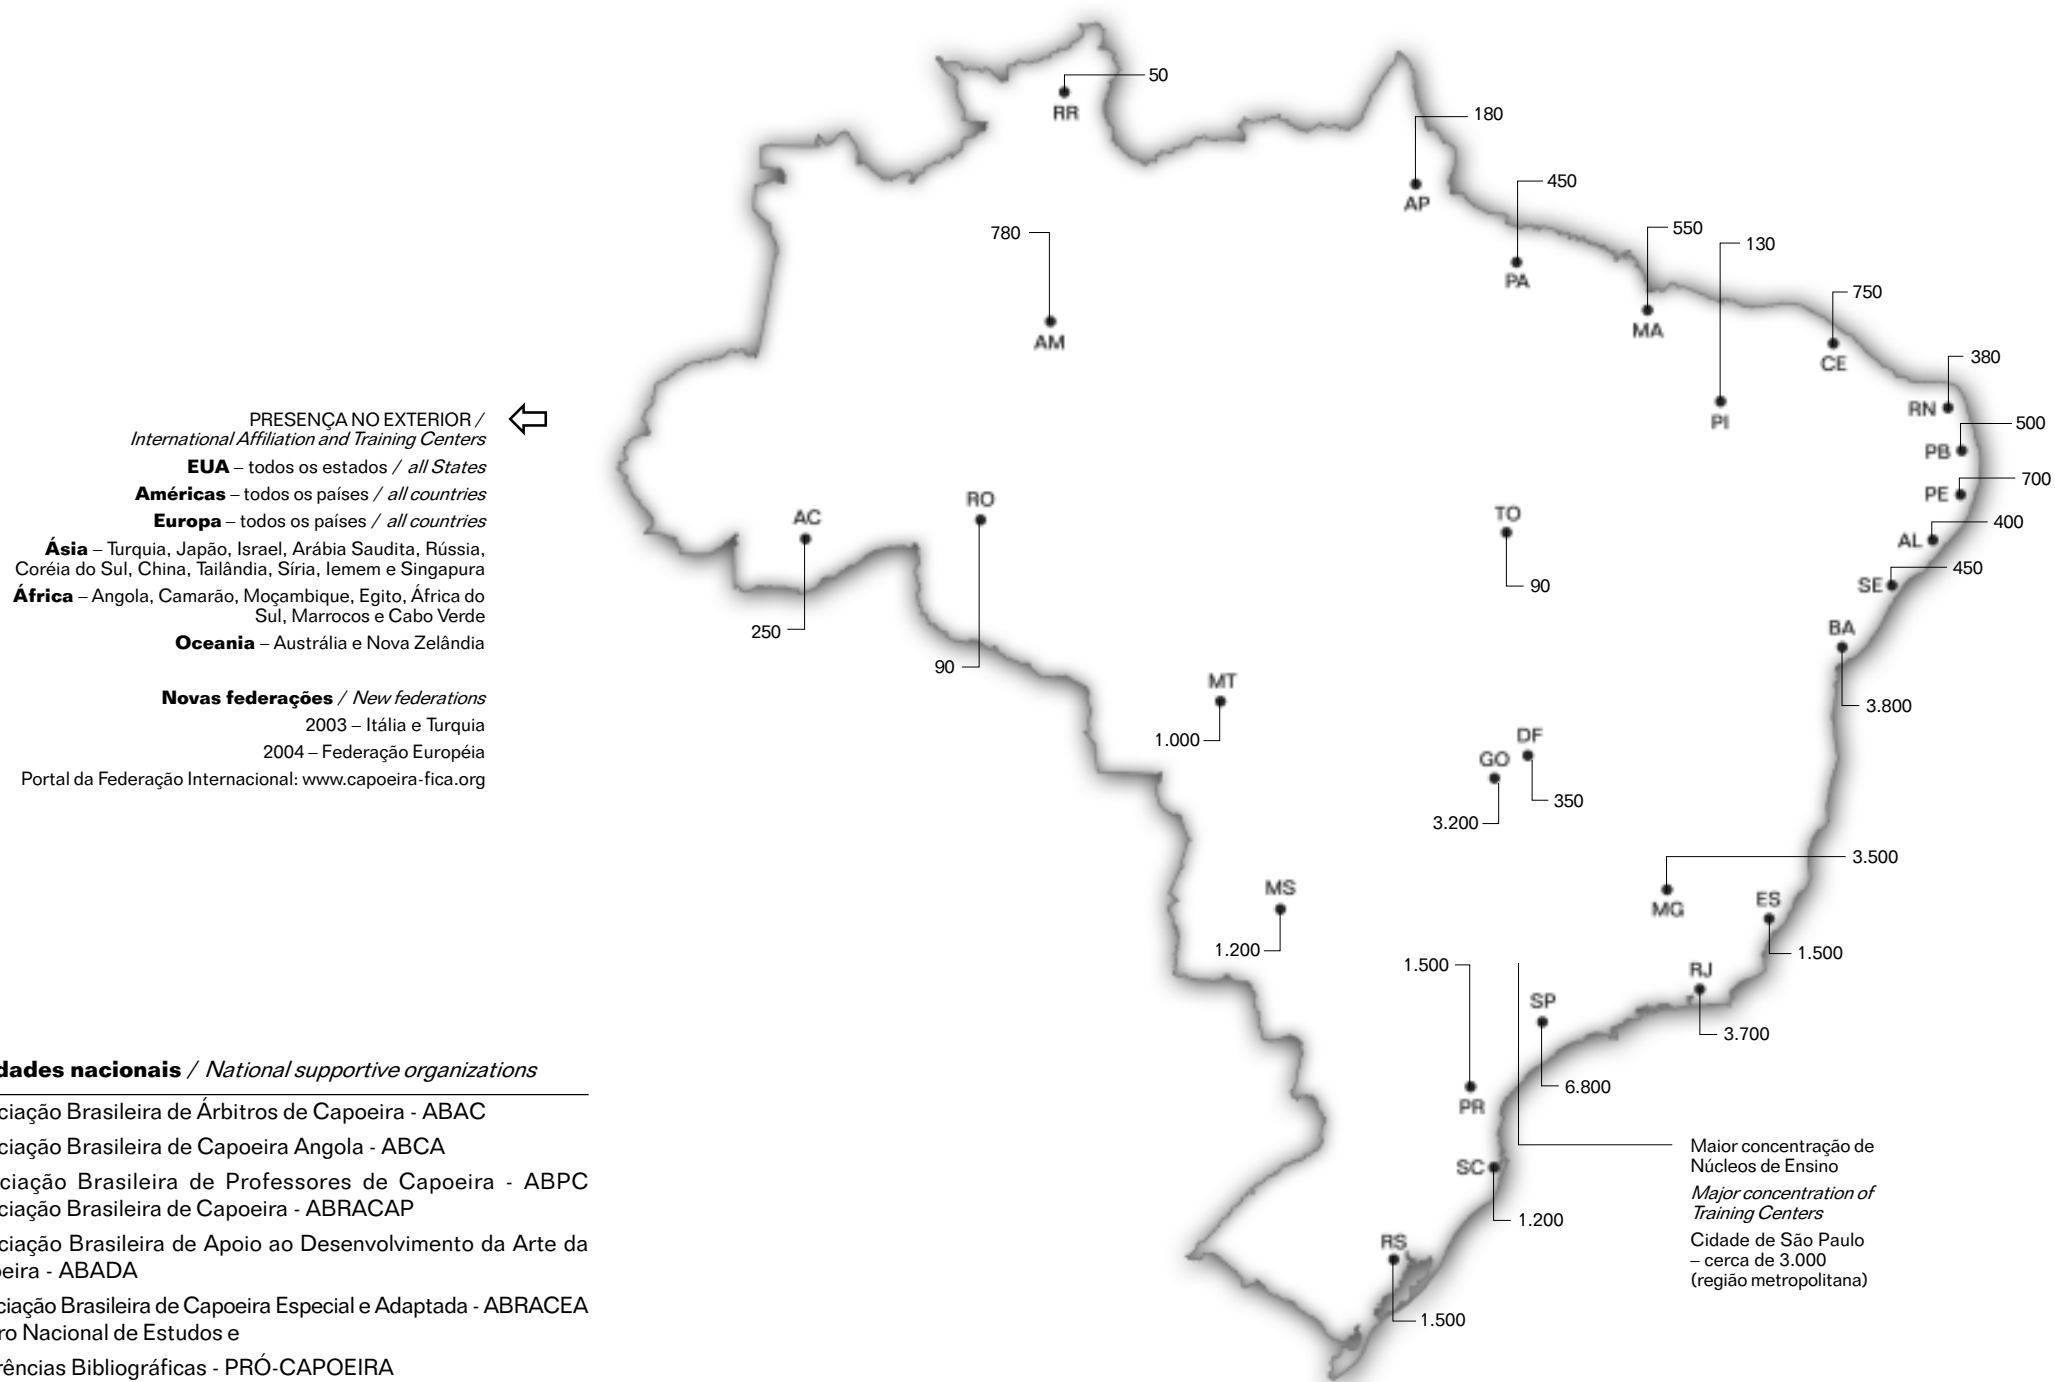 PRESENÇA NO EXTERIOR /
International Affiliation and Training Centers
EUA – todos os estados / all States
Américas – todos os países / all countries
Europa – todos os países / all countries
Ásia – Turquia, Japão, Israel, Arábia Saudita, Rússia,
Coréia do Sul, China, Tailândia, Síria, Iemem e Singapura
África – Angola, Camarão, Moçambique, Egito, África do
Sul, Marrocos e Cabo Verde
Oceania – Austrália e Nova Zelândia
Novas federações / New federations
2003 – Itália e Turquia
2004 – Federação Européia
Portal da Federação Internacional: www.capoeira-fica.org
dades nacionais / National supportive organizations
ciação Brasileira de Árbitros de Capoeira - ABAC
ciação Brasileira de Capoeira Angola - ABCA
ciação Brasileira de Professores de Capoeira - ABPC
ciação Brasileira de Capoeira - ABRACAP
ciação Brasileira de Apoio ao Desenvolvimento da Arte da
oeira - ABADA
ciação Brasileira de Capoeira Especial e Adaptada - ABRACEA
ro Nacional de Estudos e
rências Bibliográficas - PRÓ-CAPOEIRA
50
RR
180
AP
450
PA
780
AM
550
MA
130
PI
750
CE
380
RN
500
PB
700
PE
400
AL
450
SE
BA
3.800
AC
250
RO
90
TO
90
MT
1.000
DF
350
GO
3.200
3.500
MG
ES
1.500
MS
1.200
1.500
PR
RJ
3.700
SP
6.800
SC
1.200
RS
1.500
Maior concentração de
Núcleos de Ensino
Major concentration of
Training Centers
Cidade de São Paulo
– cerca de 3.000
(região metropolitana)